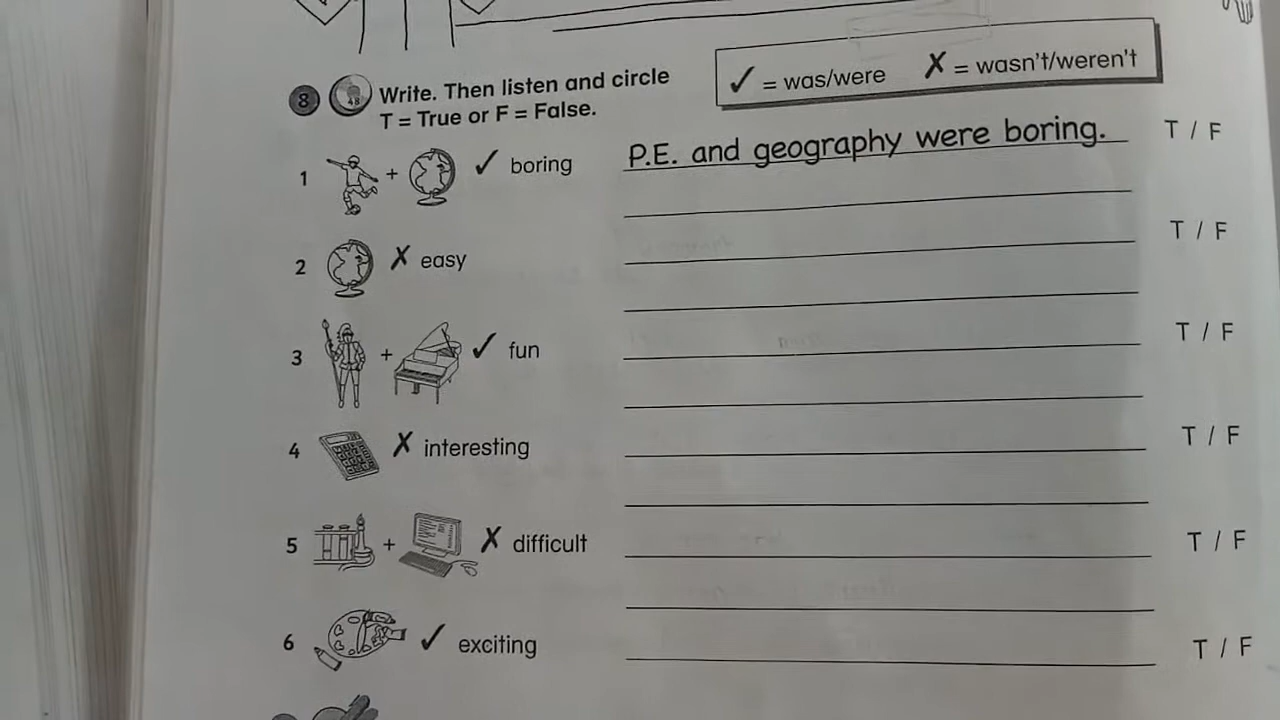 ✓ = was/were ✗ = wasn't/weren't
8 48 Write. Then listen and circle
T = True or F = False.
1 + ✓ boring P.E. and geography were boring. T / F
2 ✗ easy T / F
3 + ✓ fun T / F
4 ✗ interesting T / F
5 + ✗ difficult T / F
6 ✓ exciting T / F